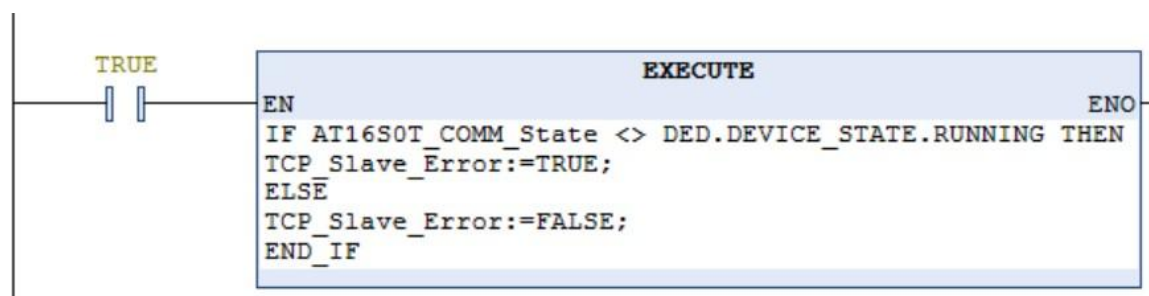 TRUE
EXECUTE
EN ENO
IF AT16S0T_COMM_State <> DED.DEVICE_STATE.RUNNING THEN
TCP_Slave_Error:=TRUE;
ELSE
TCP_Slave_Error:=FALSE;
END_IF